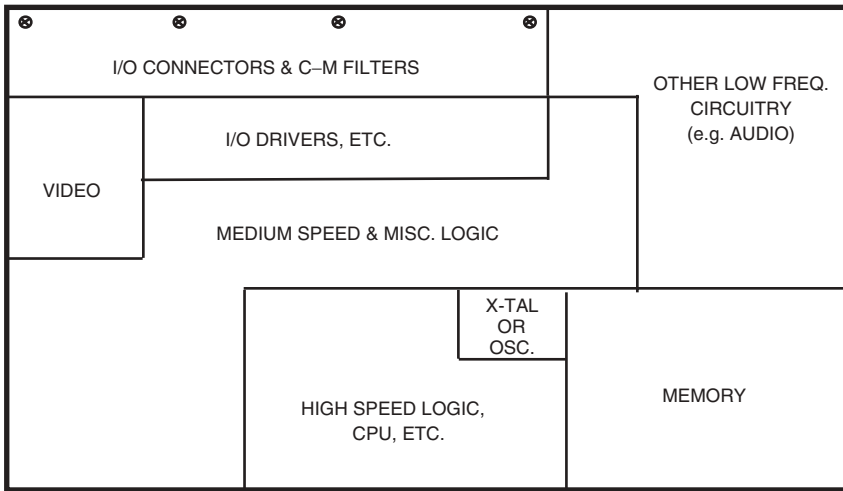 I/O CONNECTORS & C–M FILTERS
OTHER LOW FREQ.
CIRCUITRY
(e.g. AUDIO)
I/O DRIVERS, ETC.
VIDEO
MEDIUM SPEED & MISC. LOGIC
X-TAL
OR
OSC.
HIGH SPEED LOGIC,
CPU, ETC.
MEMORY